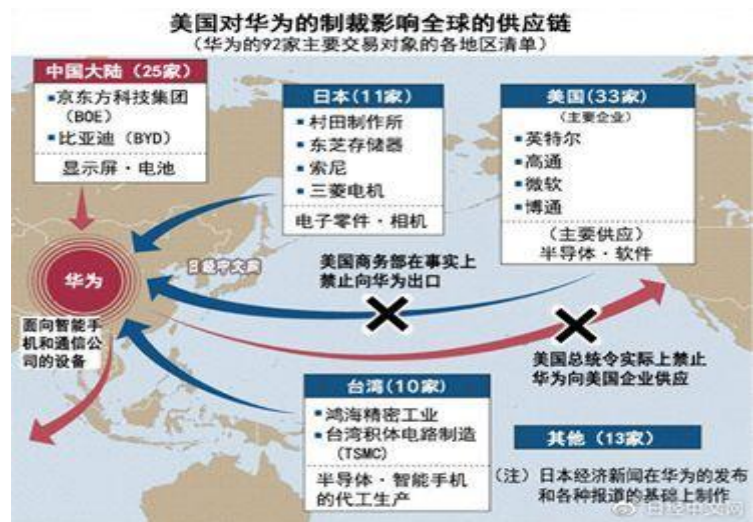 美国对华为的制裁影响全球的供应链
(华为的92家主要交易对象的各地区清单)
中国大陆(25家)
▪京东方科技集团
(BOE)
▪比亚迪(BYD)
显示屏·电池
日本(11家)
▪村田制作所
▪东芝存储器
▪索尼
▪三菱电机
电子零件·相机
美国(33家)
(主要企业)
▪英特尔
▪高通
▪微软
▪博通
(主要供应)
半导体·软件
华为
日经中文网
面向智能手
机和通信公
司的设备
美国商务部在事实上
禁止向华为出口
美国总统令实际上禁止
华为向美国企业供应
台湾(10家)
▪鸿海精密工业
▪台湾积体电路制造
(TSMC)
半导体·智能手机
的代工生产
其他(13家)
(注)日本经济新闻在华为的发布
和各种报道的基础上制作
@日经中文网